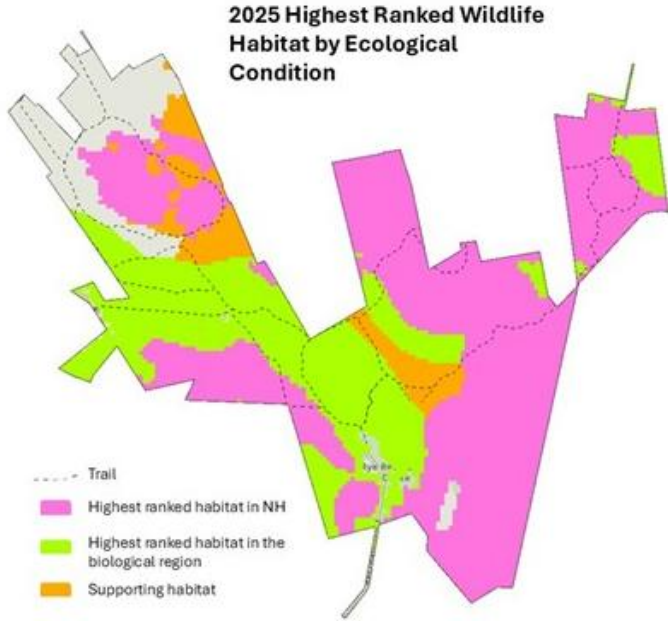 2025 Highest Ranked Wildlife
Habitat by Ecological
Condition
Trail
Highest ranked habitat in NH
Highest ranked habitat in the
biological region
Supporting habitat